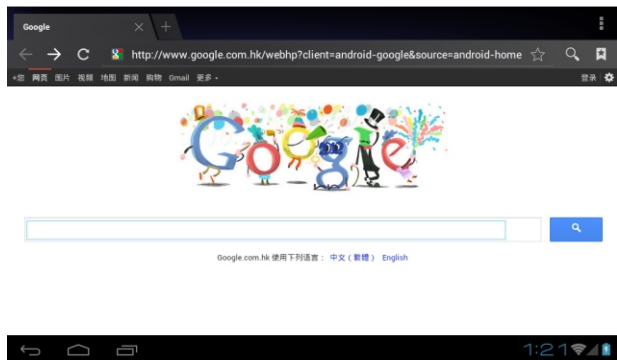 Google
http://www.google.com.hk/webhp?client=android-google&source=android-home
+您 网页 图片 视频 地图 新闻 购物 Gmail 更多 登录
Google
Google.com.hk 使用下列语言： 中文（繁體） English
1:21